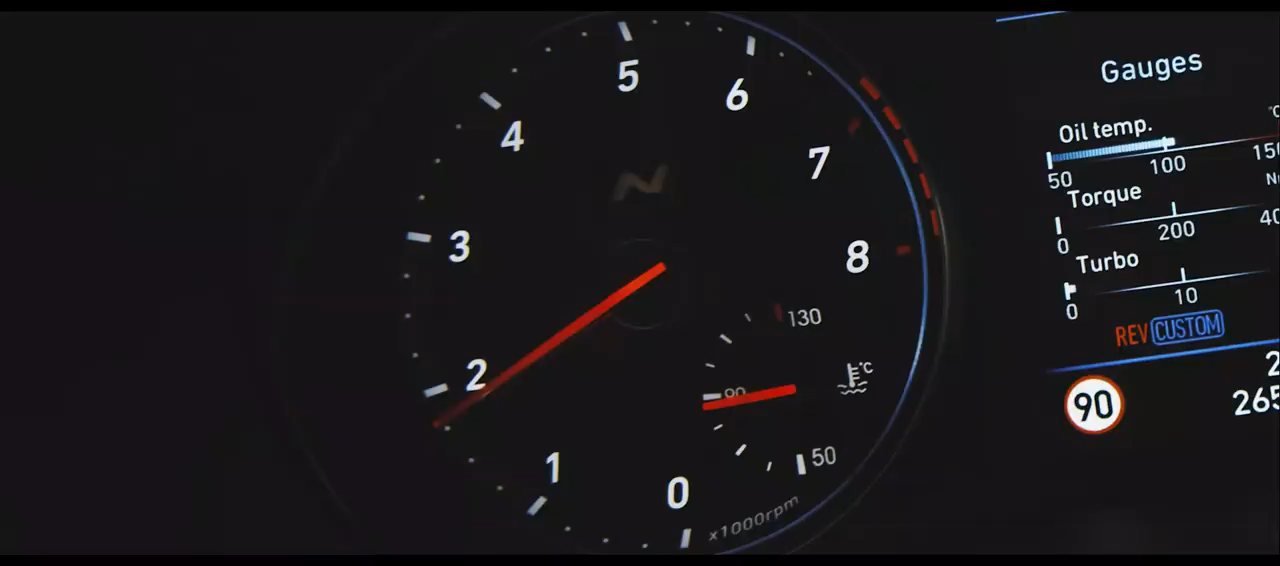 5
6
4
7
3
8
2
1
0
130
90
°C
50
x1000rpm
Gauges
Oil temp.
50 100
Torque
0 200
Turbo
0 10
REV CUSTOM
90